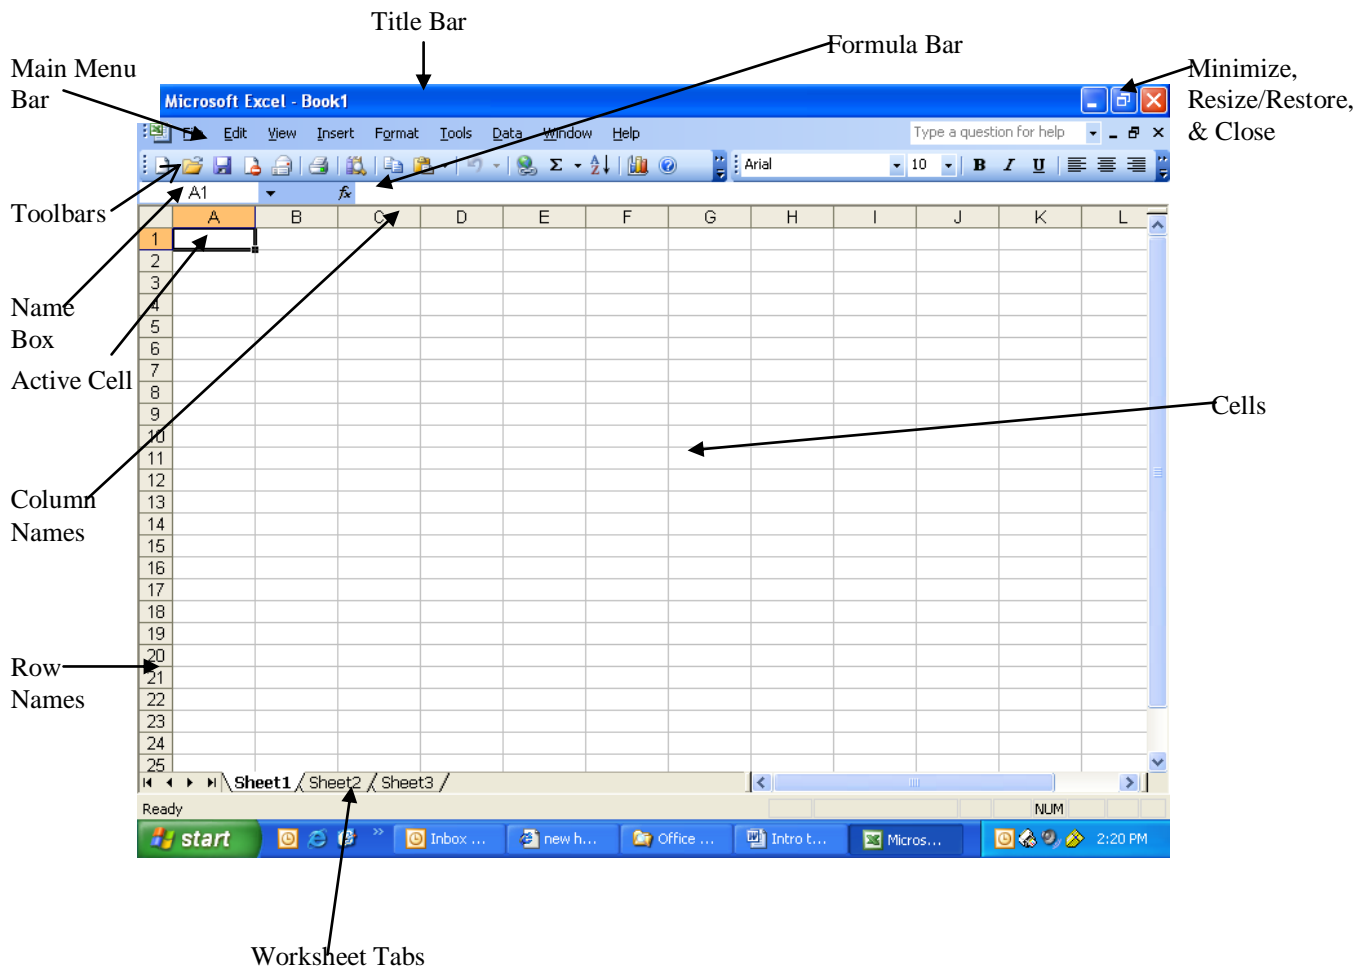 Title Bar
Formula Bar
Main Menu
Bar
Minimize,
Resize/Restore,
& Close
Microsoft Excel - Book1
File Edit View Insert Format Tools Data Window Help Type a question for help
Arial 10 B I U
A1 fx
Toolbars
A B C D E F G H I J K L
1
2
3
Name
Box
4
5
6
Active Cell
7
8
9
Cells
10
11
12
Column
Names
13
14
15
16
17
18
19
20
Row
Names
21
22
23
24
25
Sheet1 Sheet2 Sheet3
Ready NUM
start Inbox ... new h... Office ... Intro t... Micros... 2:20 PM
Worksheet Tabs